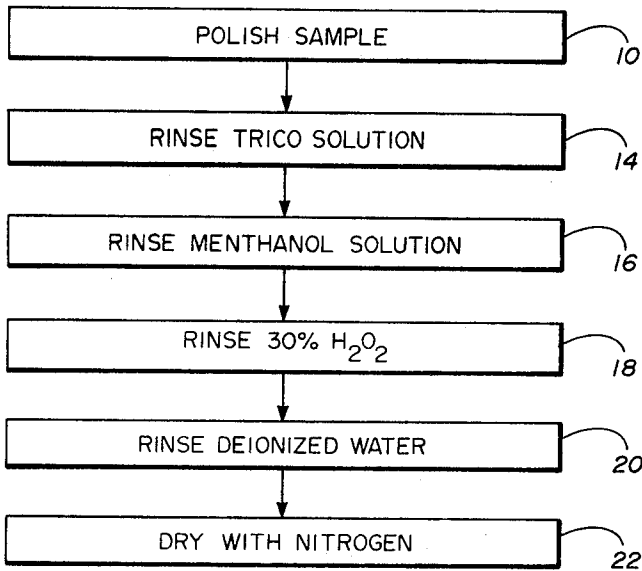 POLISH SAMPLE
10
RINSE TRICO SOLUTION
14
RINSE MENTHANOL SOLUTION
16
RINSE 30% H₂O₂
18
RINSE DEIONIZED WATER
20
DRY WITH NITROGEN
22